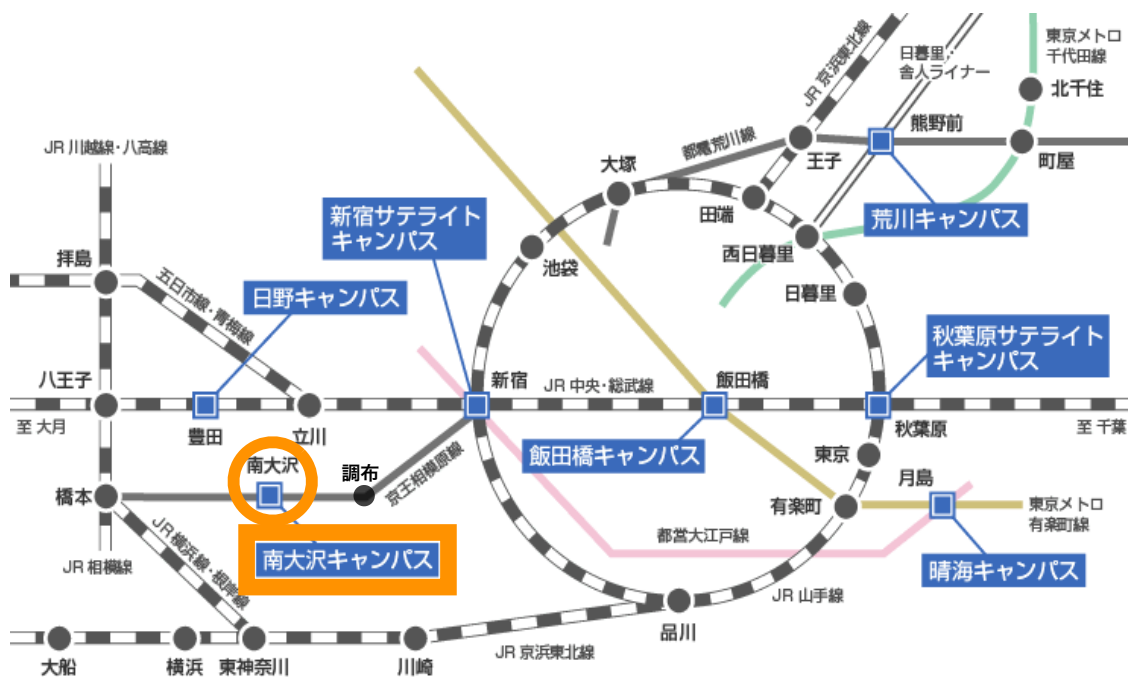 東京メトロ
千代田線
日暮里・
舎人ライナー
JR 京浜東北線
北千住
熊野前
都電荒川線
王子
町屋
JR 川越線・八高線
大塚
田端
荒川キャンパス
新宿サテライト
キャンパス
西日暮里
拝島
池袋
五日市線・青梅線
日野キャンパス
日暮里
秋葉原サテライト
キャンパス
八王子
新宿
JR 中央・総武線
飯田橋
至 大月
豊田
立川
秋葉原
至 千葉
飯田橋キャンパス
東京
南大沢
調布
京王相模原線
月島
橋本
有楽町
東京メトロ
有楽町線
JR 横浜線・根岸線
都営大江戸線
南大沢キャンパス
JR 相模線
晴海キャンパス
JR 山手線
品川
JR 京浜東北線
大船
横浜
東神奈川
川崎